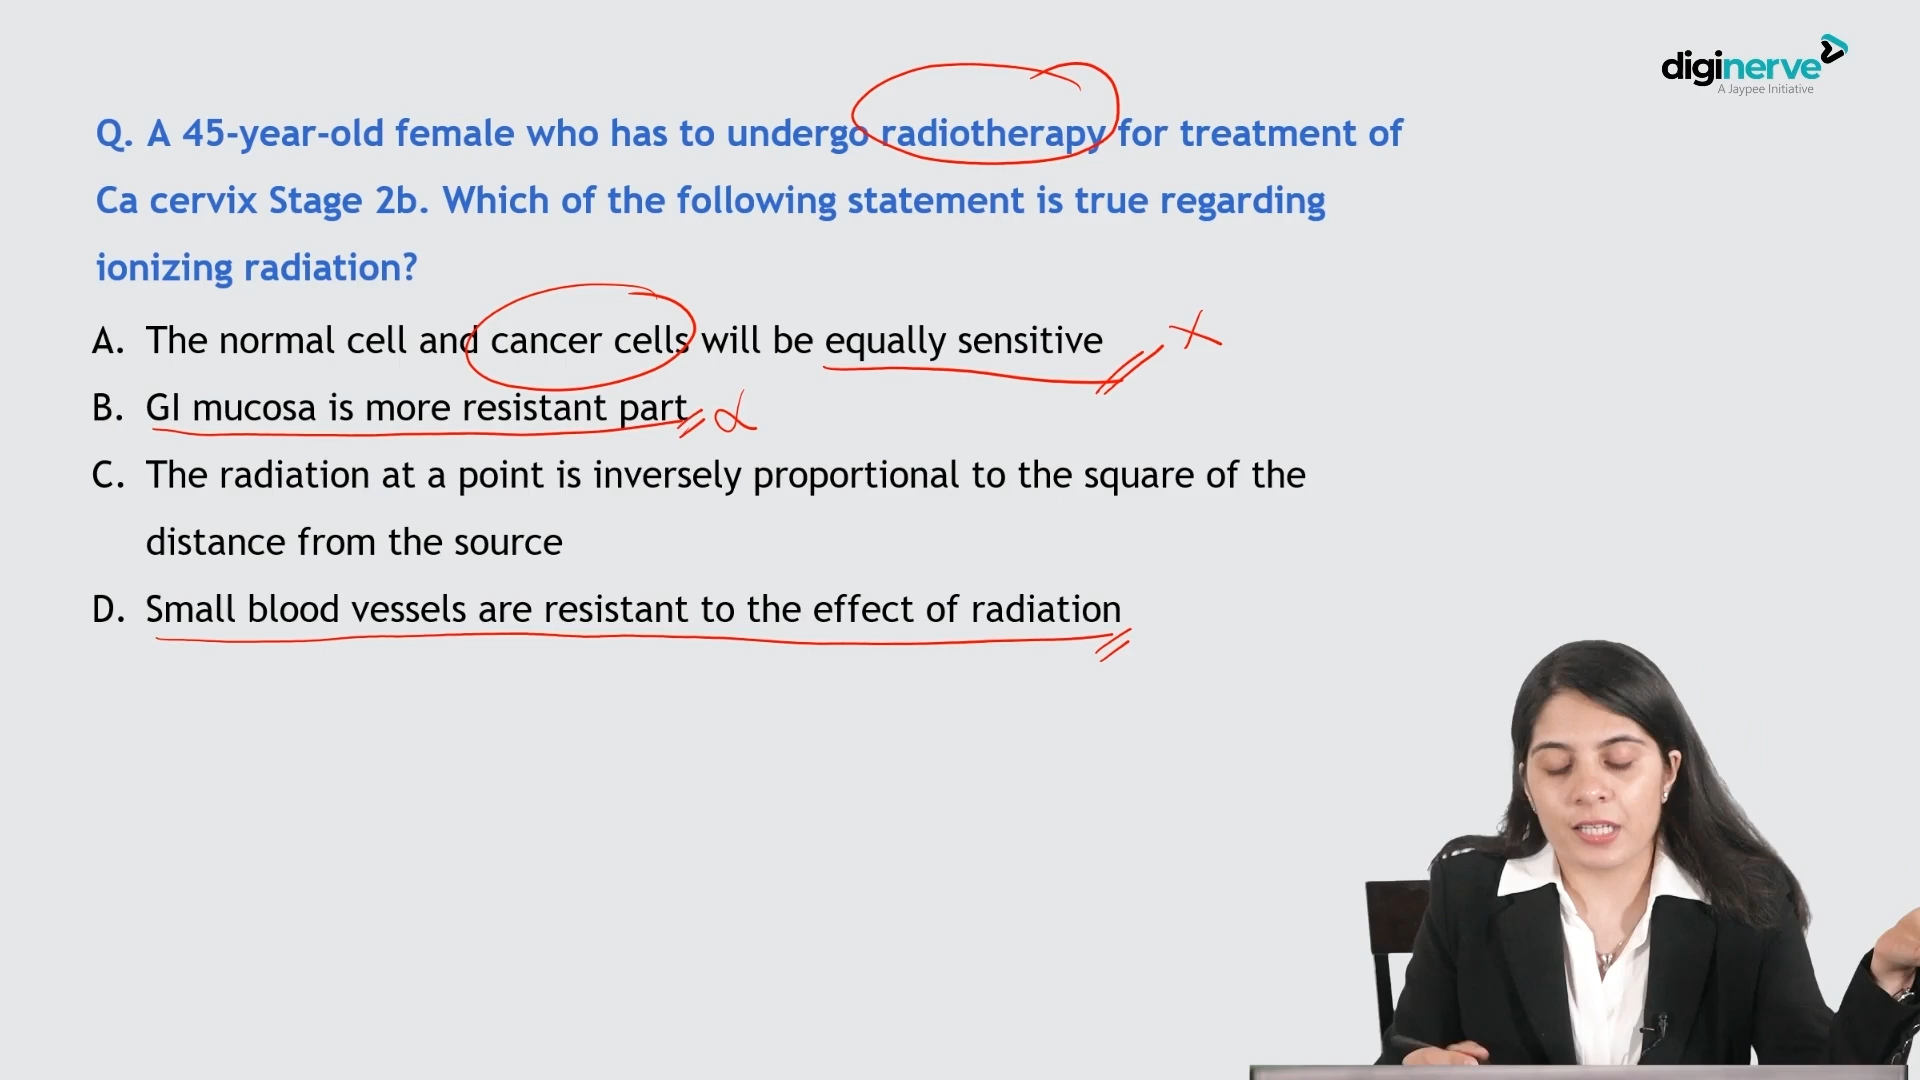 diginerve
A Jaypee Initiative
Q. A 45-year-old female who has to undergo radiotherapy for treatment of
Ca cervix Stage 2b. Which of the following statement is true regarding
ionizing radiation?
A. The normal cell and cancer cells will be equally sensitive
B. GI mucosa is more resistant part
C. The radiation at a point is inversely proportional to the square of the
distance from the source
D. Small blood vessels are resistant to the effect of radiation